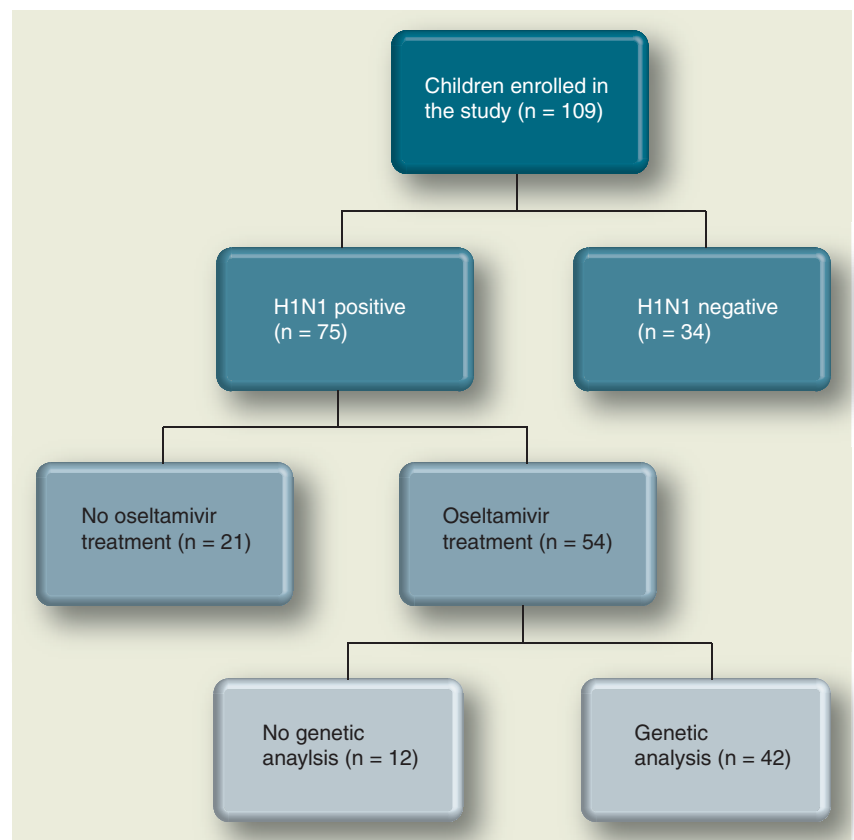 Children enrolled in
the study (n = 109)
H1N1 positive
(n = 75)
H1N1 negative
(n = 34)
No oseltamivir
treatment (n = 21)
Oseltamivir
treatment (n = 54)
No genetic
anaylsis (n = 12)
Genetic
analysis (n = 42)